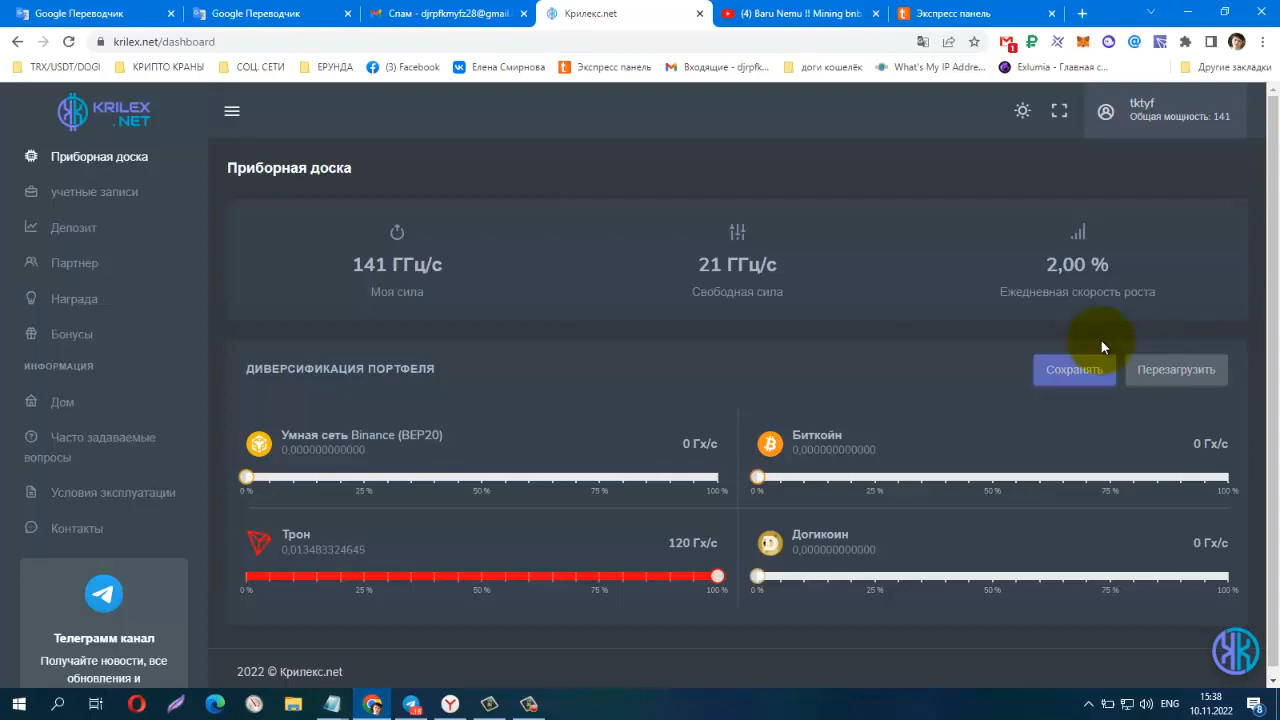 Google Переводчик
Google Переводчик
Спам - djrpfkmyfz28@gmail.
Крилекс.net
(4) Baru Nemu !! Mining bnb
Экспресс панель
krilex.net/dashboard
1
TRX/USDT/DOGI
КРИПТО КРАНЫ
СОЦ. СЕТИ
ЕРУНДА
(3) Facebook
Елена Смирнова
Экспресс панель
Входящие - djrpfk...
доги кошелёк
What's My IP Addre...
Exlumia - Главная с...
Другие закладки
KRILEX
.NET
tktyf
Общая мощность: 141
Приборная доска
учетные записи
Депозит
Партнер
Награда
Бонусы
ИНФОРМАЦИЯ
Дом
Часто задаваемые
вопросы
Условия эксплуатации
Контакты
Телеграмм канал
Получайте новости, все
обновления и
Приборная доска
141 ГГц/с
Моя сила
21 ГГц/с
Свободная сила
2,00 %
Ежедневная скорость роста
ДИВЕРСИФИКАЦИЯ ПОРТФЕЛЯ
Сохранять
Перезагрузить
Умная сеть Binance (BEP20)
0,000000000000
0 Гх/с
0 %
25 %
50 %
75 %
100 %
Биткойн
0,000000000000
0 Гх/с
0 %
25 %
50 %
75 %
100 %
Трон
0,013483324645
120 Гх/с
0 %
25 %
50 %
75 %
100 %
Догикоин
0,000000000000
0 Гх/с
0 %
25 %
50 %
75 %
100 %
2022 © Крилекс.net
18
ENG
15:38
10.11.2022
8